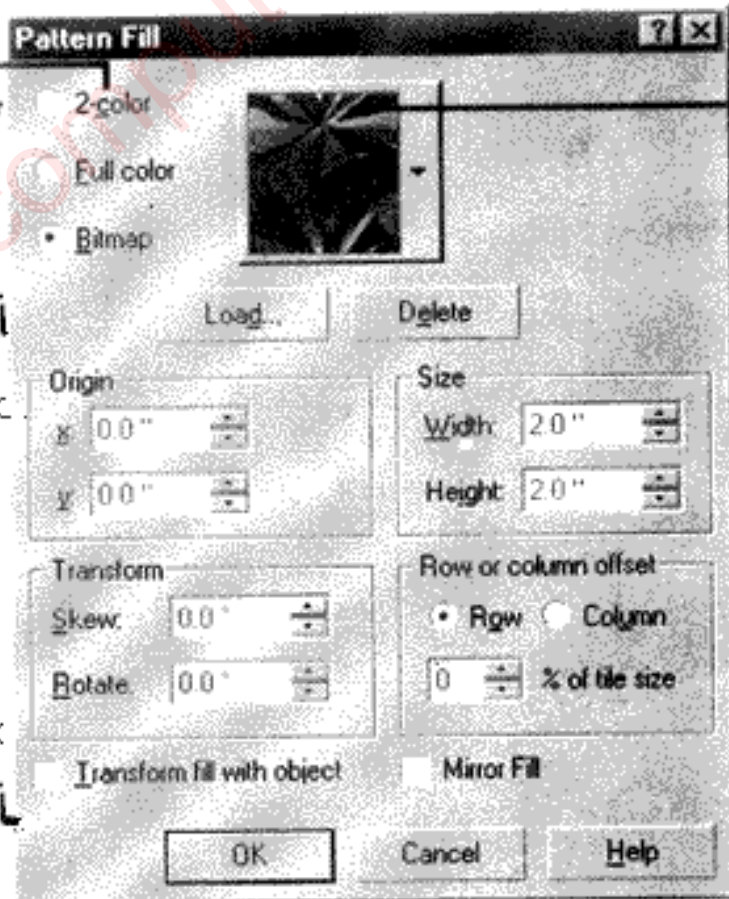 Pattern Fill
2-color
Full color
Bitmap
Load...
Delete
Origin
x: 0.0 "
y: 0.0 "
Size
Width: 2.0 "
Height: 2.0 "
Transform
Skew: 0.0 °
Rotate: 0.0 °
Row or column offset
Row Column
0 % of tile size
Transform fill with object
Mirror Fill
OK Cancel Help